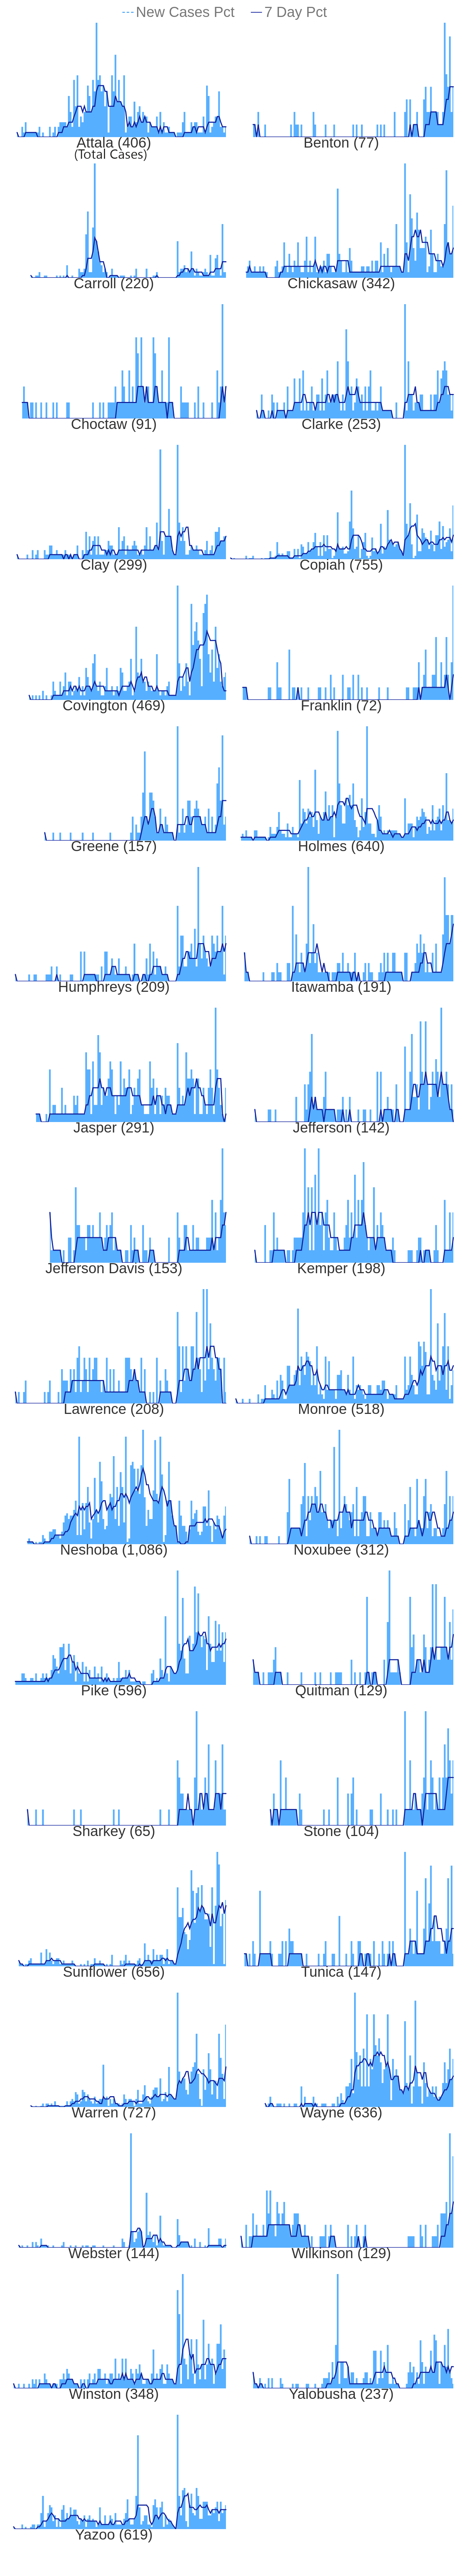 New Cases Pct 7 Day Pct
Attala (406) Benton (77)
(Total Cases)
Carroll (220) Chickasaw (342)
Choctaw (91) Clarke (253)
Clay (299) Copiah (755)
Covington (469) Franklin (72)
Greene (157) Holmes (640)
Humphreys (209) Itawamba (191)
Jasper (291) Jefferson (142)
Jefferson Davis (153) Kemper (198)
Lawrence (208) Monroe (518)
Neshoba (1,086) Noxubee (312)
Pike (596) Quitman (129)
Sharkey (65) Stone (104)
Sunflower (656) Tunica (147)
Warren (727) Wayne (636)
Webster (144) Wilkinson (129)
Winston (348) Yalobusha (237)
Yazoo (619)